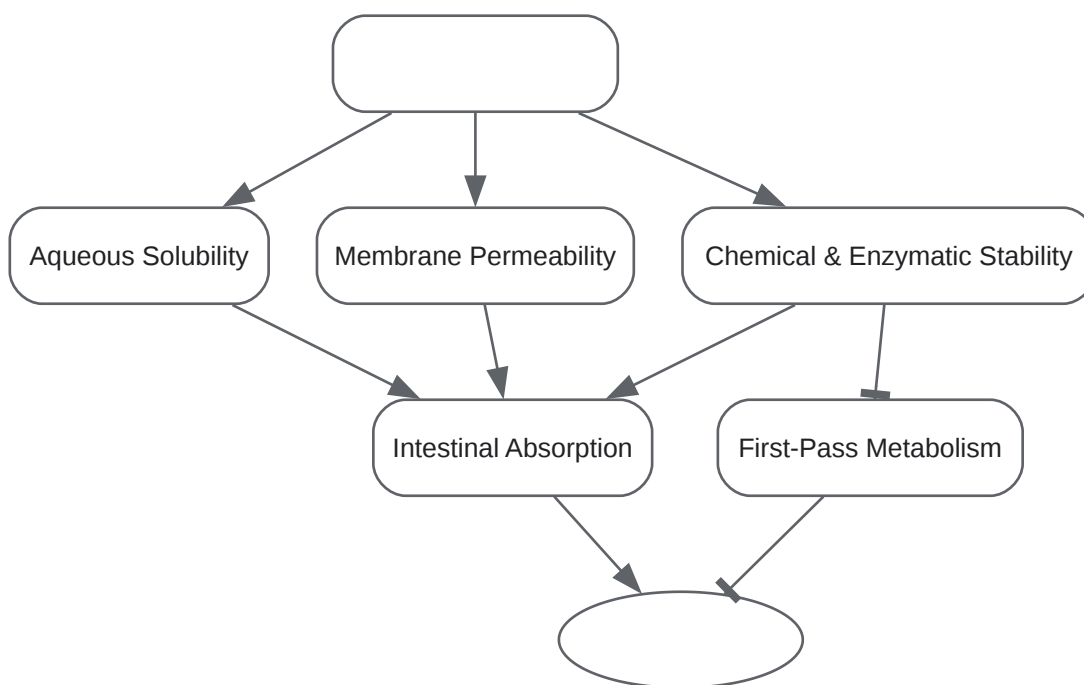 Aqueous Solubility
Membrane Permeability
Chemical & Enzymatic Stability
Intestinal Absorption
First-Pass Metabolism